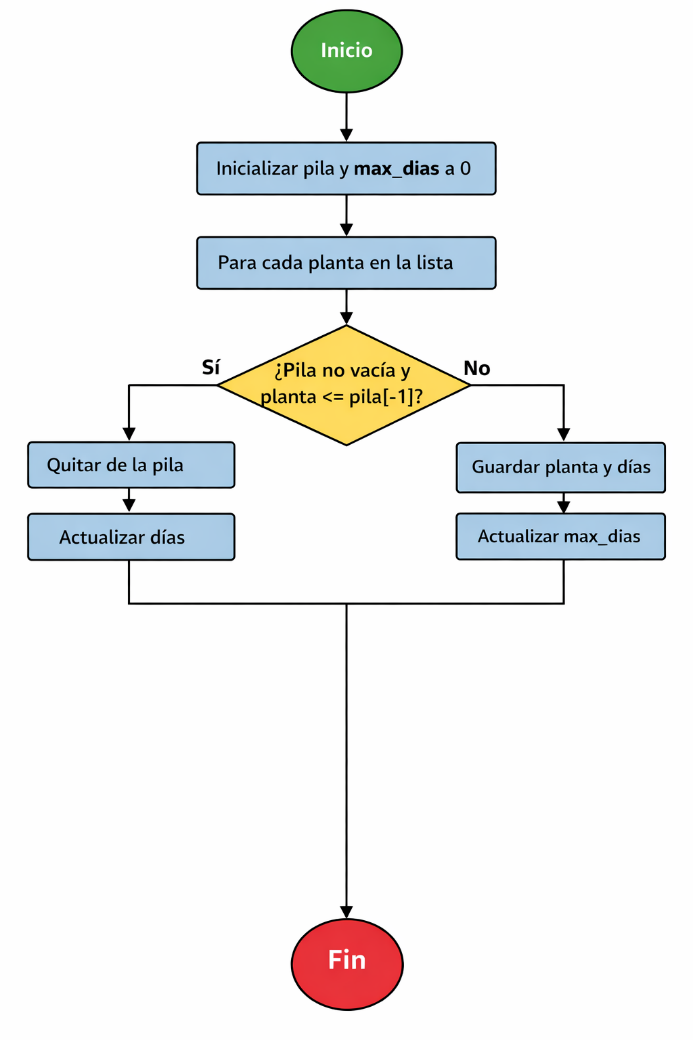 Inicio
Inicializar pila y max_dias a 0
Para cada planta en la lista
Sí
¿Pila no vacía y
planta <= pila[-1]?
No
Quitar de la pila
Guardar planta y días
Actualizar días
Actualizar max_dias
Fin